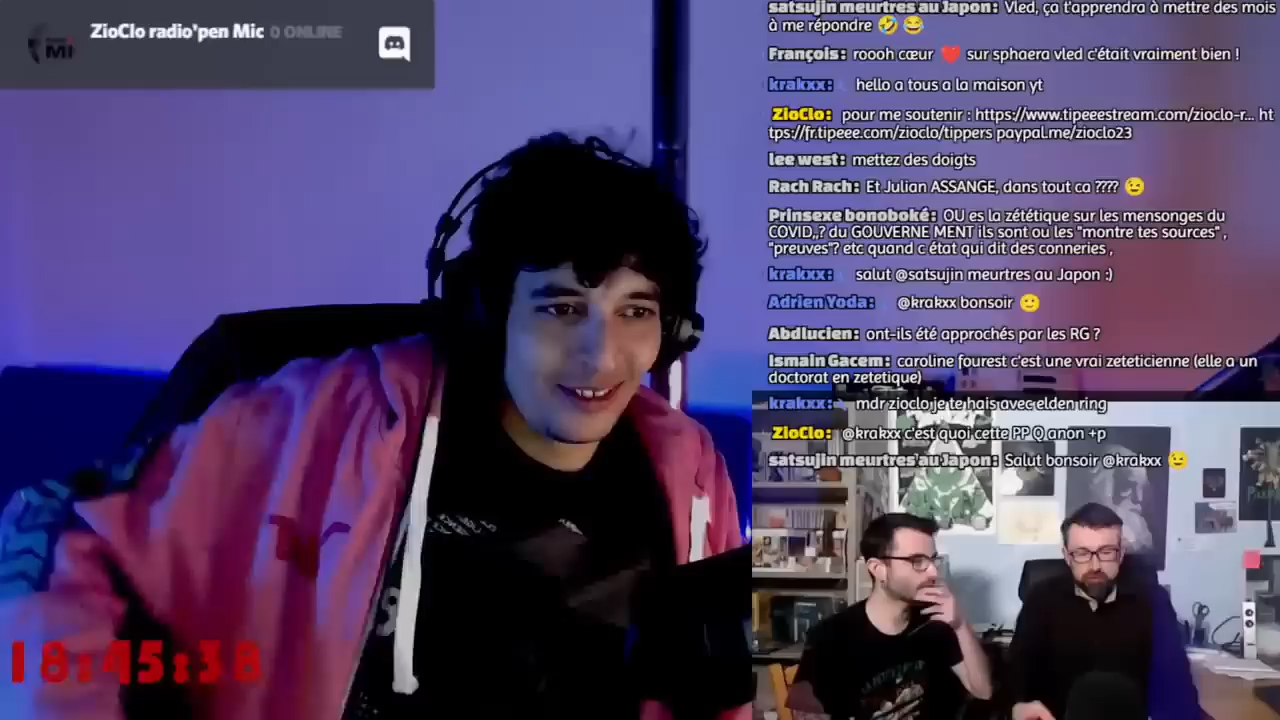 ZioClo radio'pen Mic 0 ONLINE
MI
satsujin meurtres au Japon: Vled, ça t'apprendra à mettre des mois
à me répondre 🤣 😂
François: roooh cœur ❤️ sur sphaera vled c'était vraiment bien !
krakxx: hello a tous a la maison yt
ZioClo: pour me soutenir : https://www.tipeeestream.com/zioclo-r... ht
tps://fr.tipeee.com/zioclo/tippers paypal.me/zioclo23
lee west: mettez des doigts
Rach Rach: Et Julian ASSANGE, dans tout ca ???? 😉
Prinsexe bonoboké: OU es la zététique sur les mensonges du
COVID,,? du GOUVERNE MENT ils sont ou les "montre tes sources" ,
"preuves"? etc quand c état qui dit des conneries ,
krakxx: salut @satsujin meurtres au Japon :)
Adrien Yoda: @krakxx bonsoir 🙂
Abdlucien: ont-ils été approchés par les RG ?
Ismain Gacem: caroline fourest c'est une vrai zeteticienne (elle a un
doctorat en zetetique)
krakxx: mdr zioclo je te hais avec elden ring
ZioClo: @krakxx c'est quoi cette PP Q anon +p
satsujin meurtres au Japon: Salut bonsoir @krakxx 😉
18:45:38